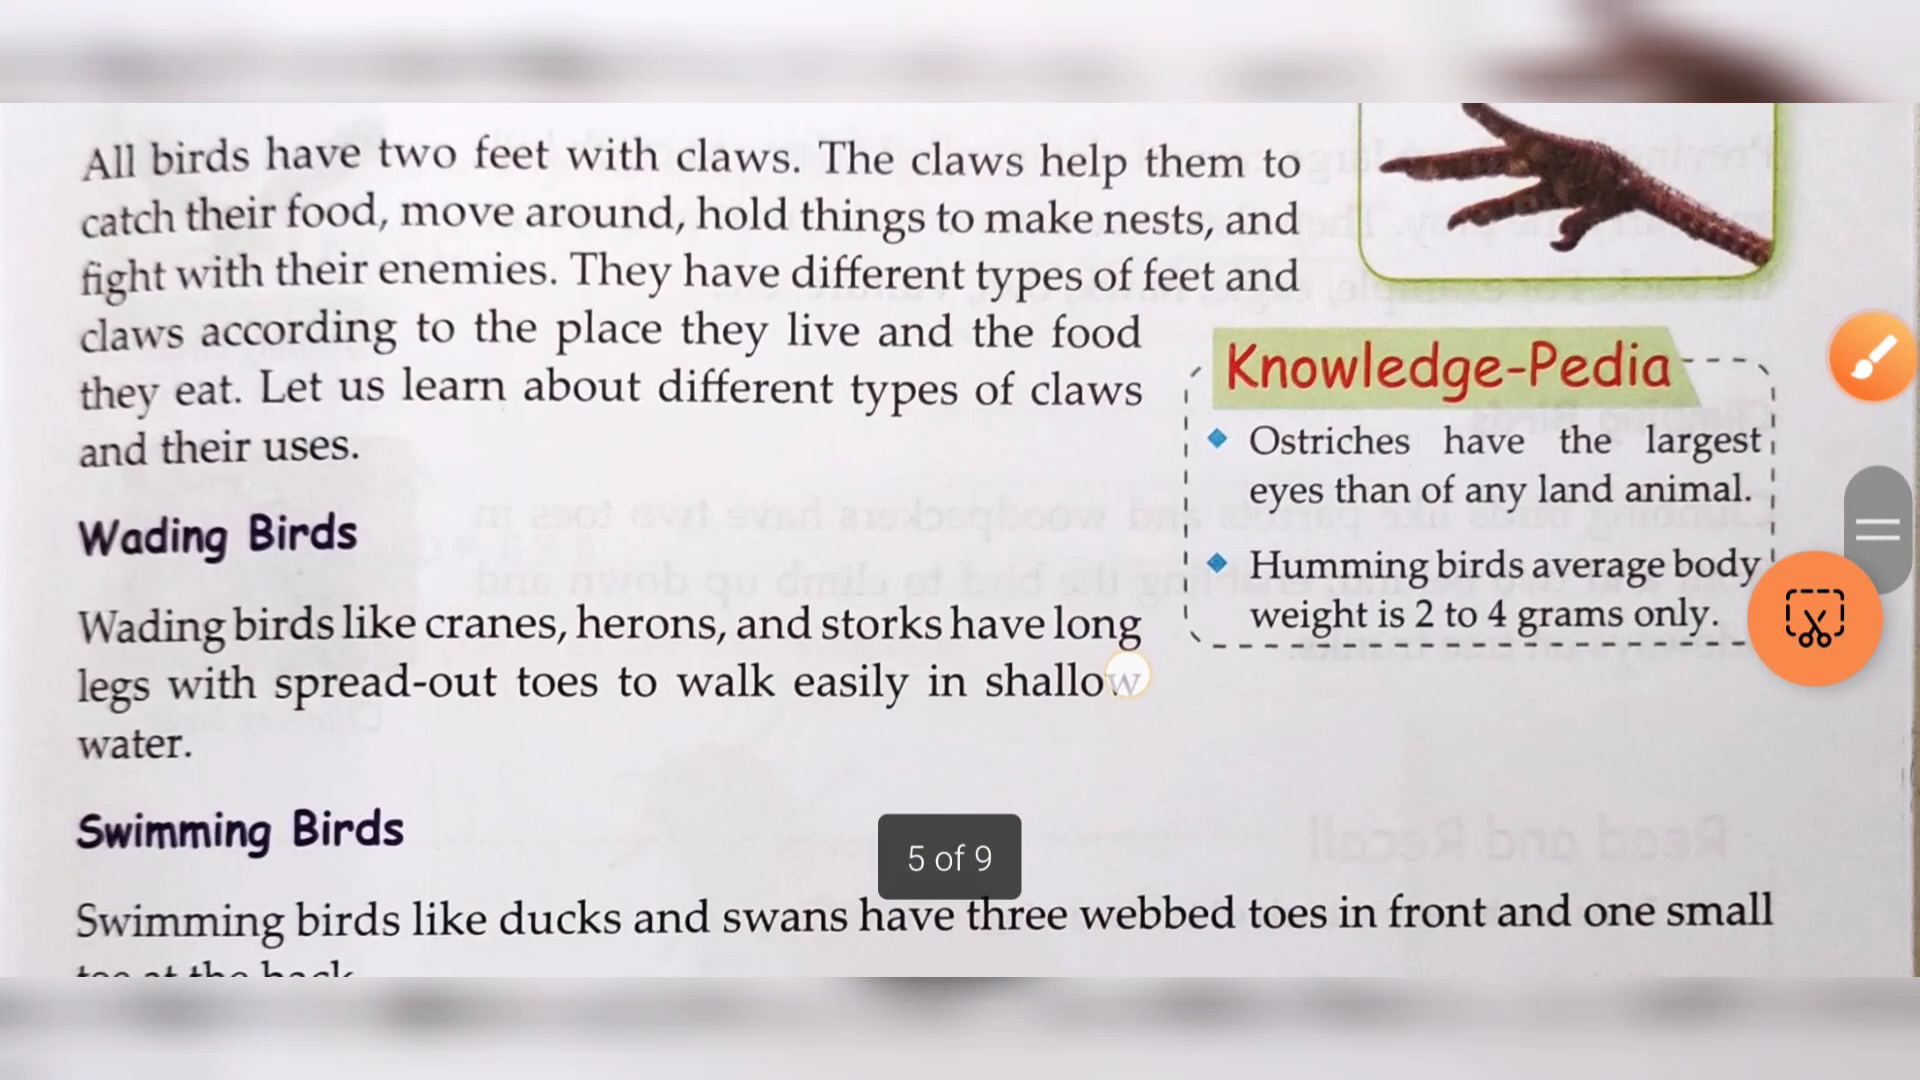 All birds have two feet with claws. The claws help them to
catch their food, move around, hold things to make nests, and
fight with their enemies. They have different types of feet and
claws according to the place they live and the food
they eat. Let us learn about different types of claws
and their uses.
Knowledge-Pedia
Ostriches have the largest
eyes than of any land animal.
Humming birds average body
weight is 2 to 4 grams only.
Wading Birds
Wading birds like cranes, herons, and storks have long
legs with spread-out toes to walk easily in shallow
water.
Swimming Birds
5 of 9
Swimming birds like ducks and swans have three webbed toes in front and one small
toe at the back